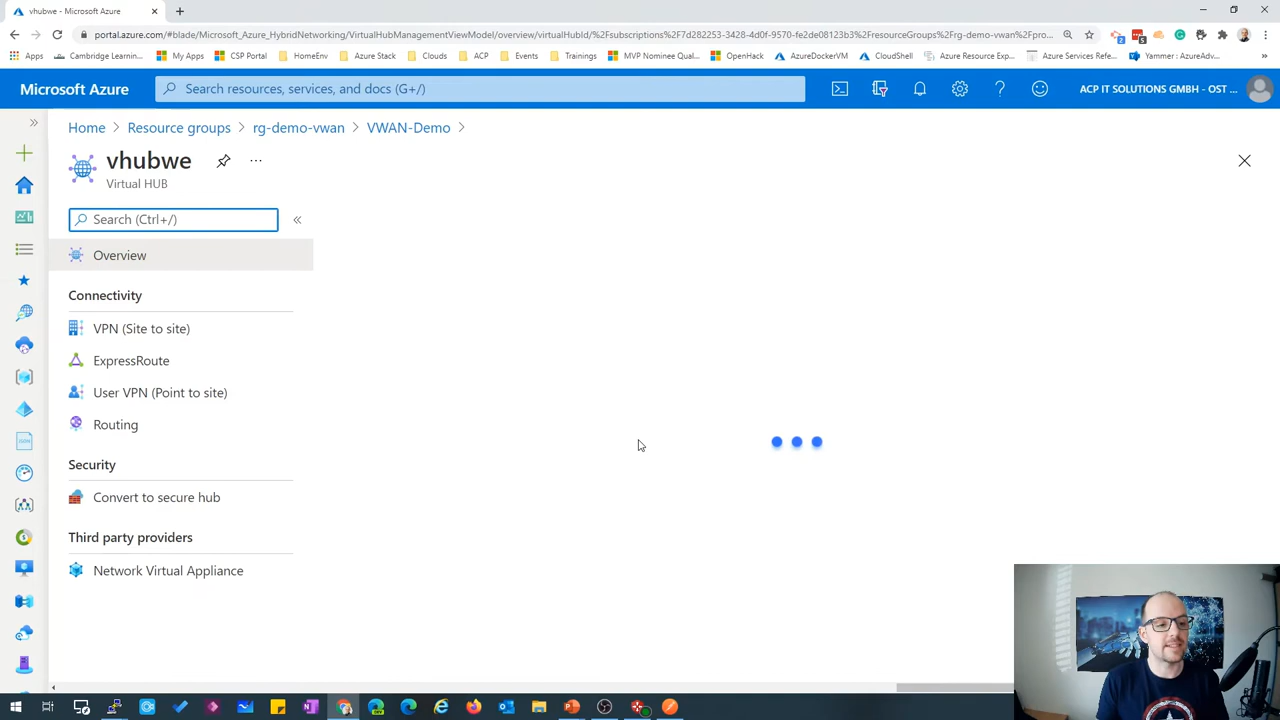 vhubwe - Microsoft Azure
portal.azure.com/#blade/Microsoft_Azure_HybridNetworking/VirtualHubManagementViewModel/overview/virtualHubId/%2Fsubscriptions%2F7d282253-3428-4d0f-9570-fe2de08123b3%2FresourceGroups%2Frg-demo-vwan%2Fpro...
Apps Cambridge Learnin... My Apps CSP Portal HomeEnv Azure Stack Clouds ACP Events Trainings MVP Nominee Qual... OpenHack AzureDockerVM CloudShell Azure Resource Exp... Azure Services Refe... Yammer : AzureAdv...
Microsoft Azure
Search resources, services, and docs (G+/)
ACP IT SOLUTIONS GMBH - OST ...
Home > Resource groups > rg-demo-vwan > VWAN-Demo >
vhubwe
Virtual HUB
Search (Ctrl+/)
Overview
Connectivity
VPN (Site to site)
ExpressRoute
User VPN (Point to site)
Routing
Security
Convert to secure hub
Third party providers
Network Virtual Appliance